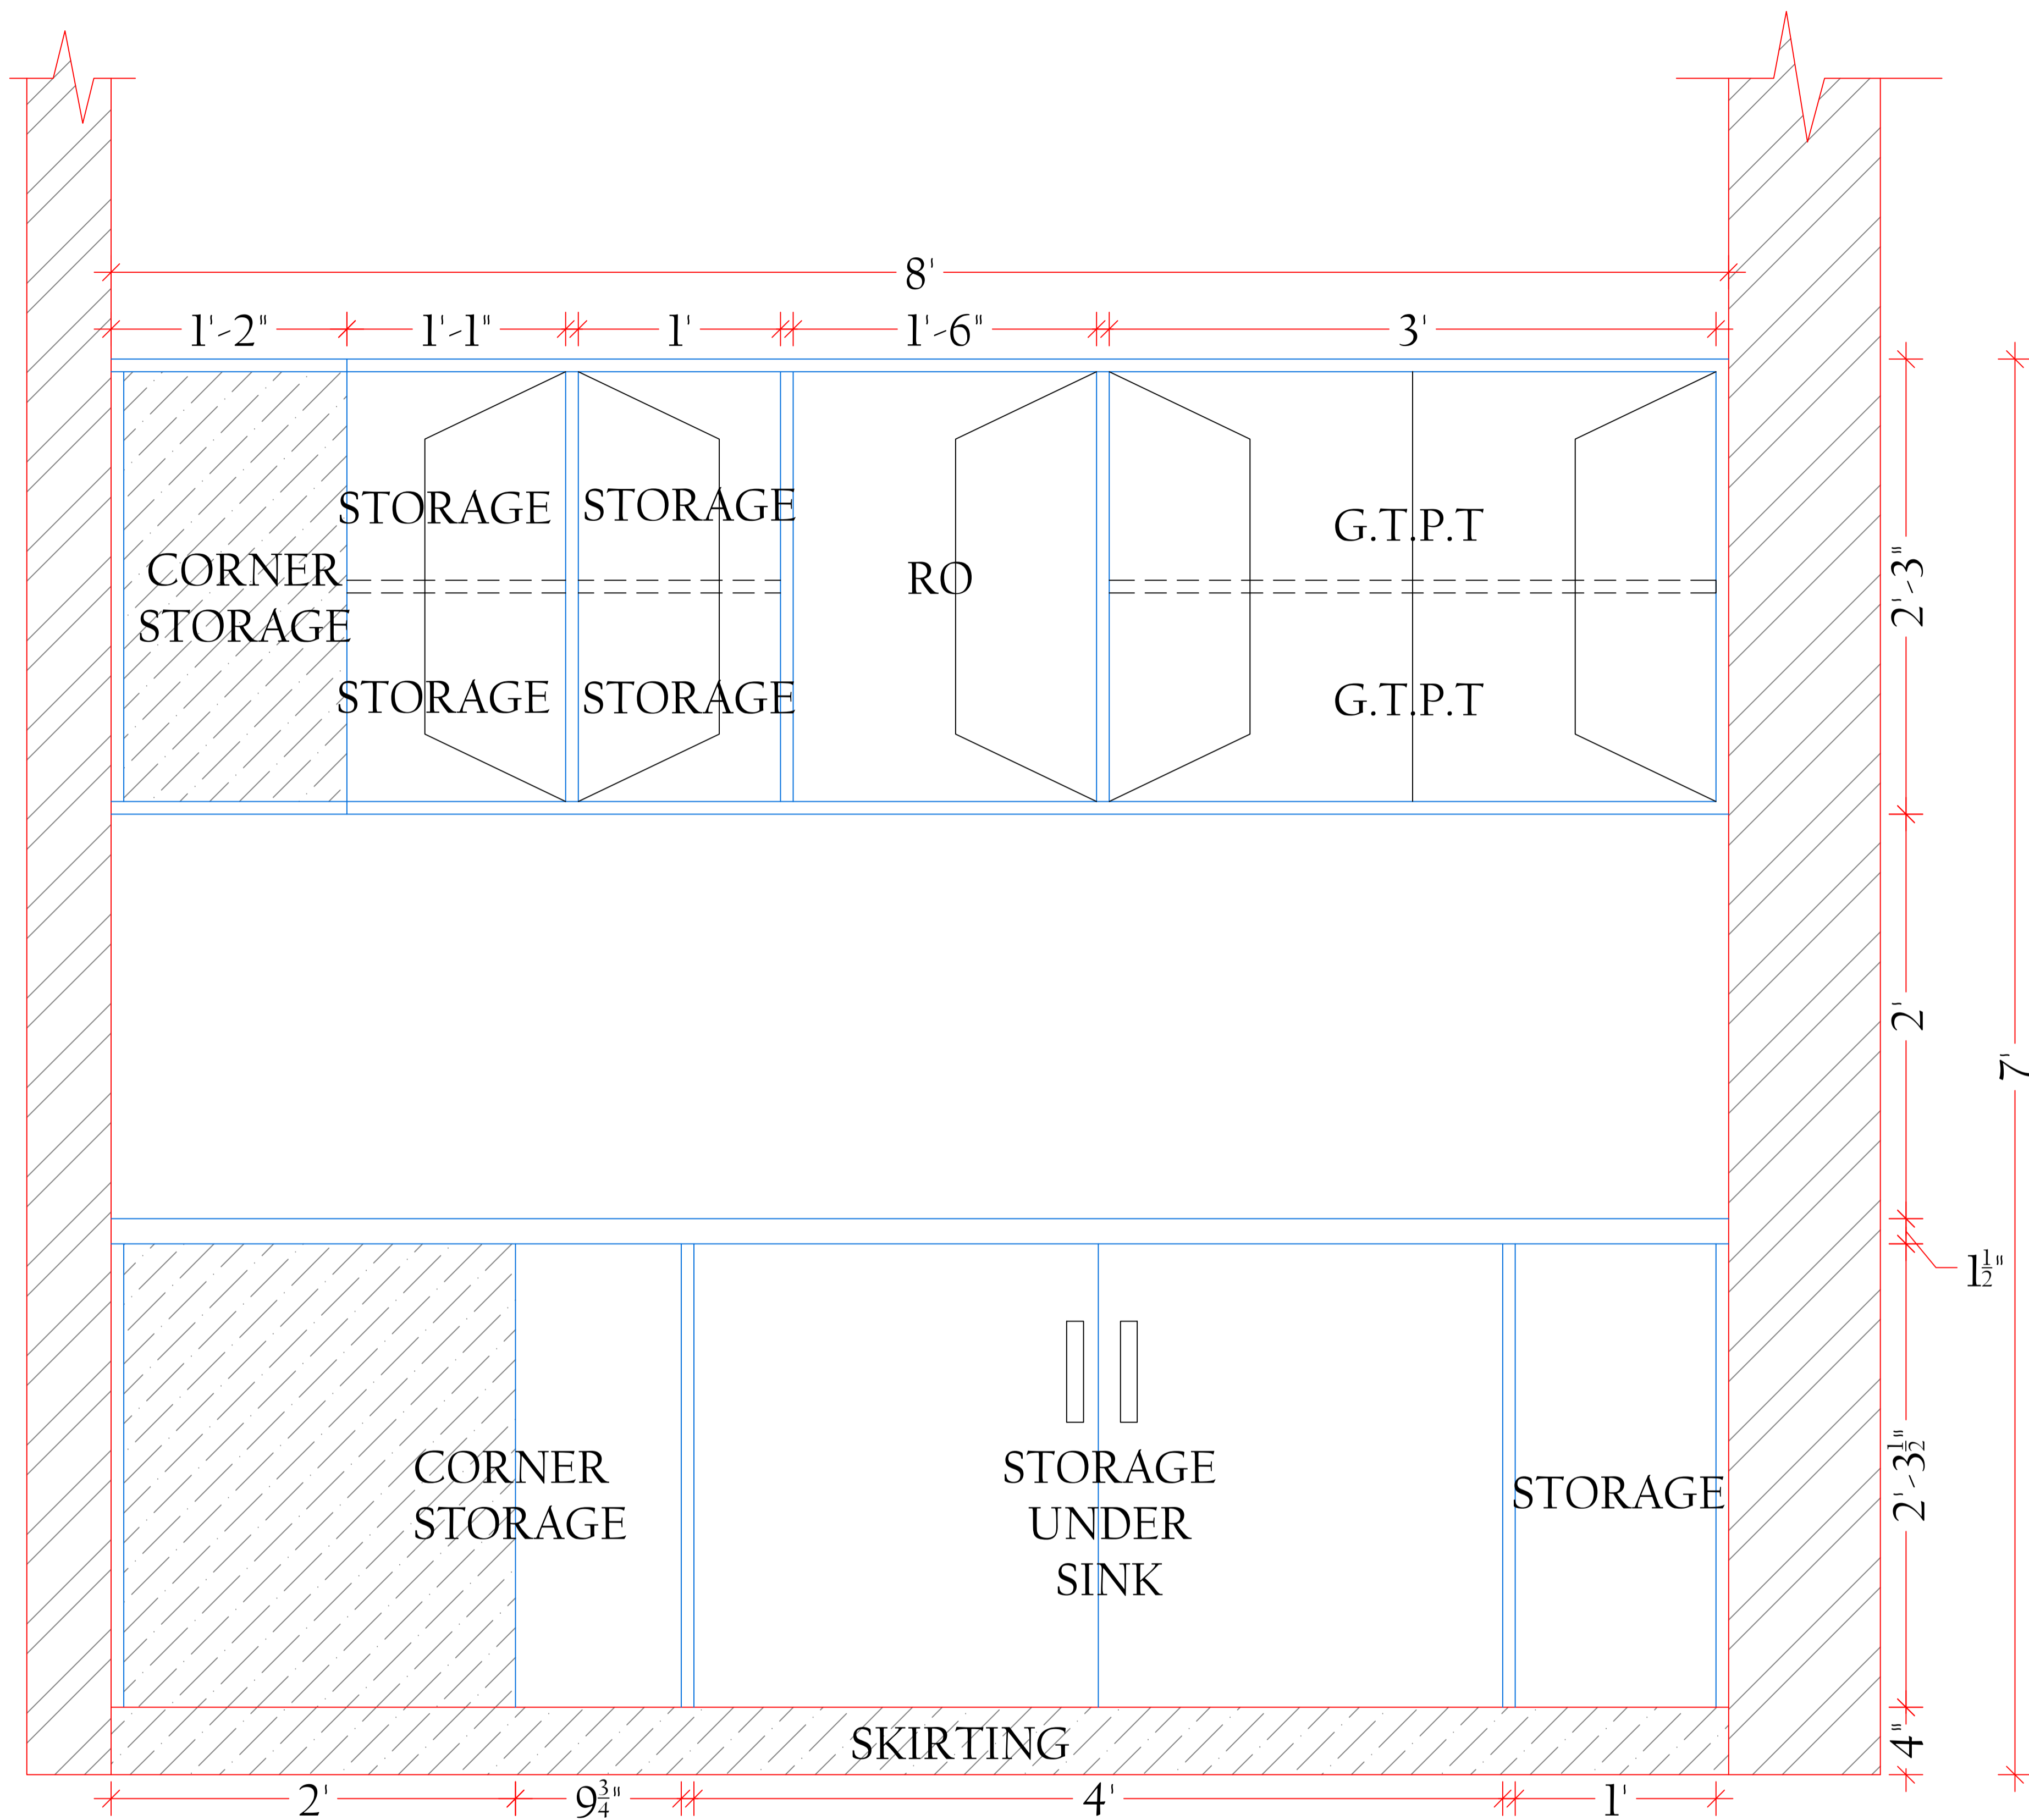 8'
1'-2" 1'-1" 1' 1'-6" 3'
STORAGE STORAGE G.T.P.T
CORNER
STORAGE
RO
2'-3"
STORAGE STORAGE G.T.P.T
2'
7'
1½"
CORNER
STORAGE
STORAGE
UNDER
SINK
STORAGE
2'-3½"
SKIRTING
4"
2' 9¾" 4' 1'